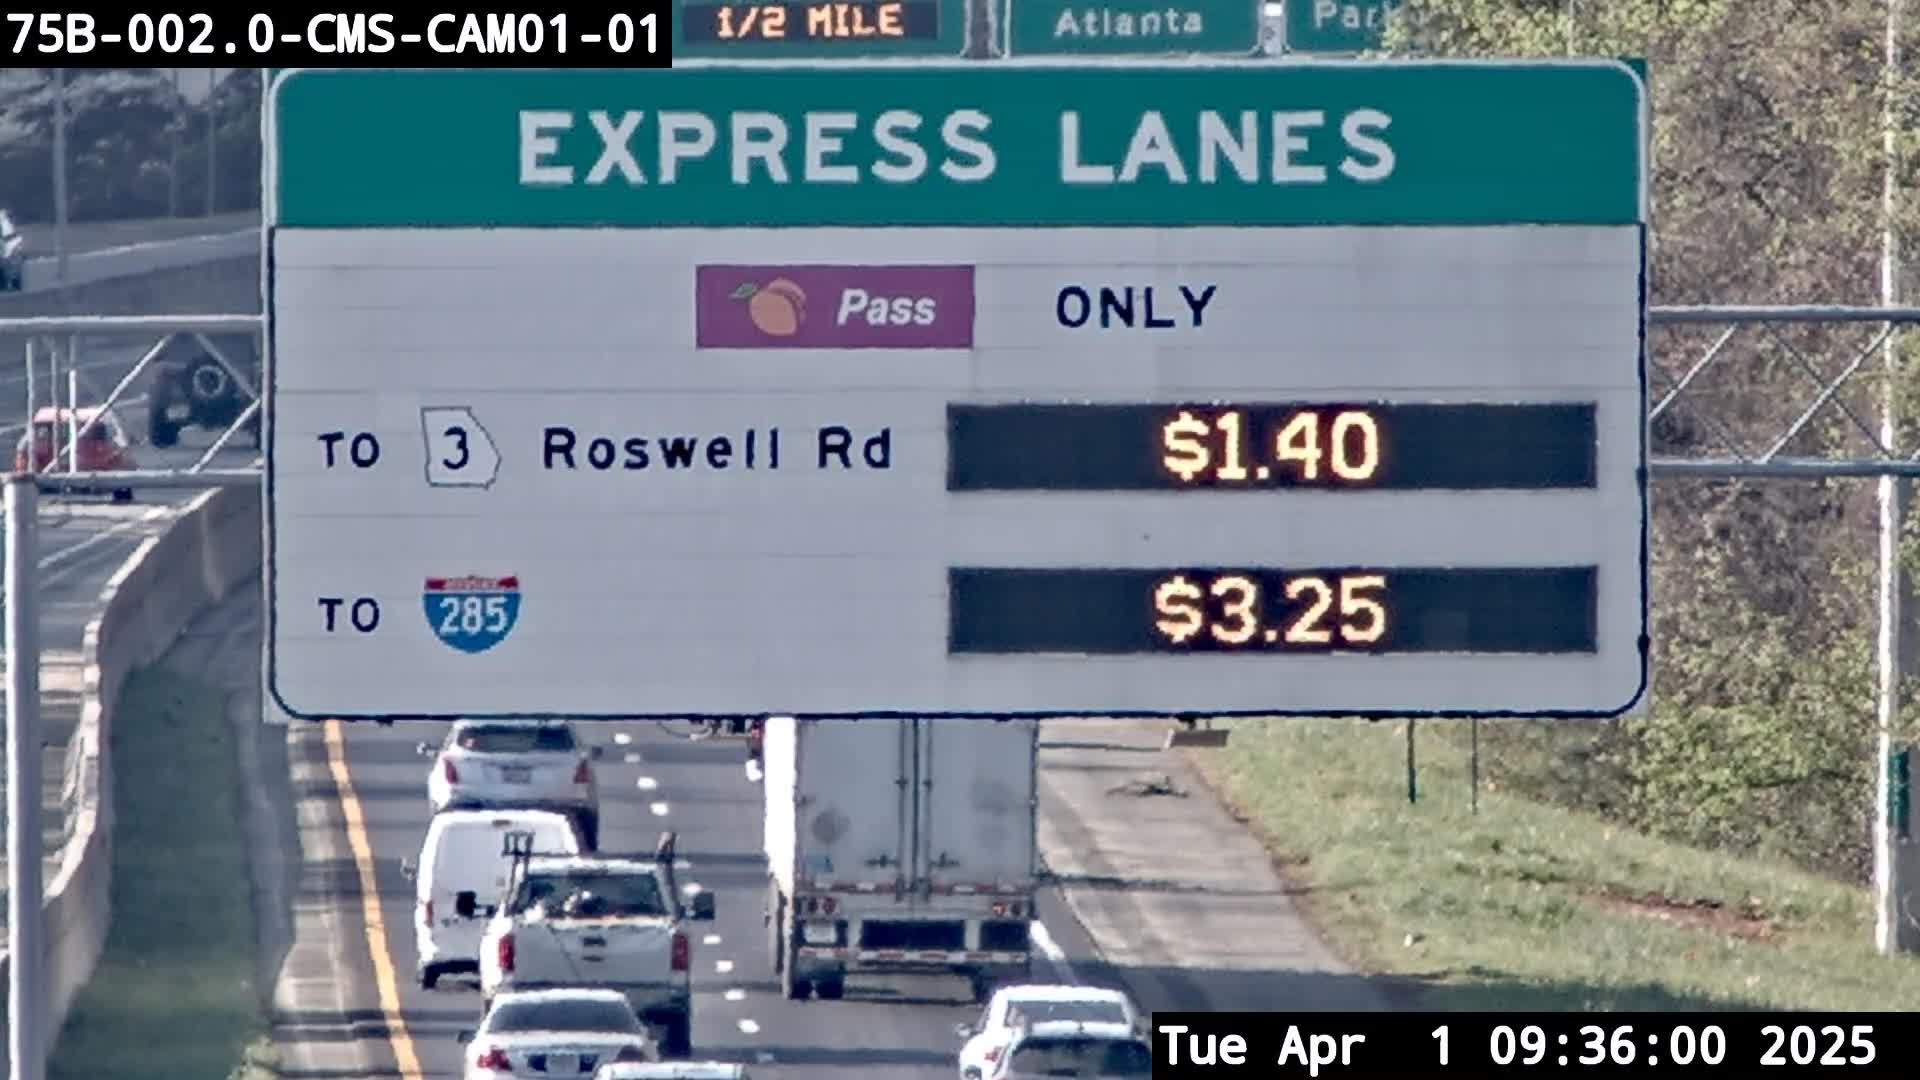 75B-002.0-CMS-CAM01-01
1/2 MILE
Atlanta
EXPRESS LANES
Pass ONLY
TO 3 Roswell Rd $1.40
TO 285 $3.25
Tue Apr 1 09:36:00 2025